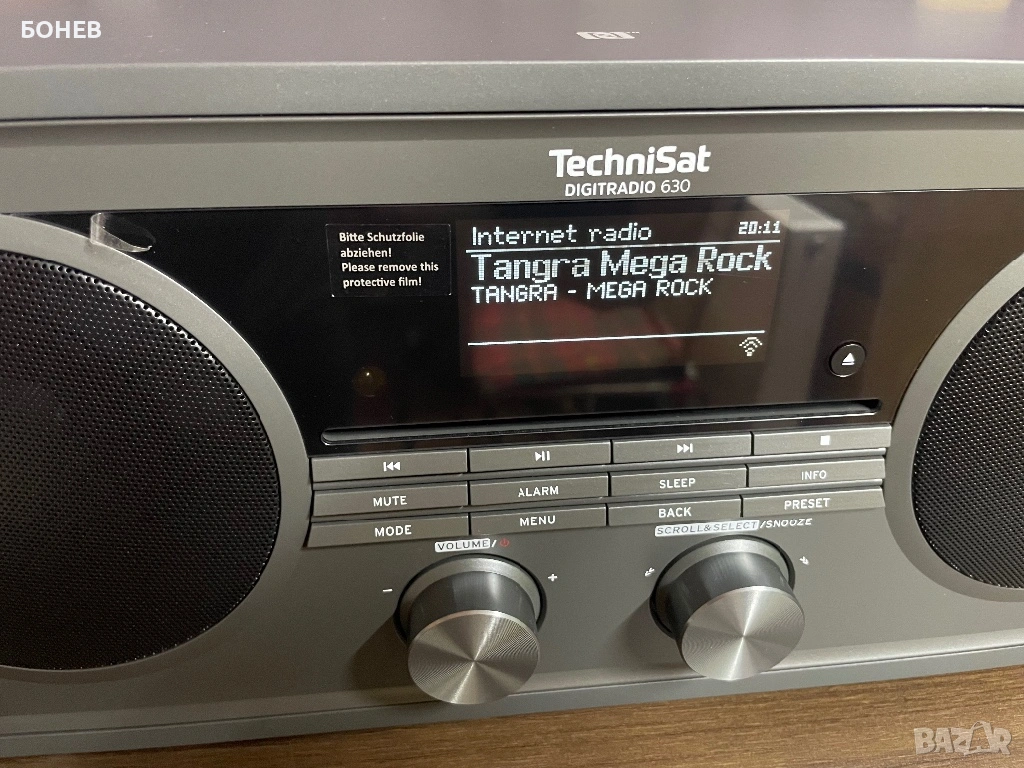 БОНЕВ
TechniSat
DIGITRADIO 630
Bitte Schutzfolie
abziehen!
Please remove this
protective film!
Internet radio 20:11
Tangra Mega Rock
TANGRA - MEGA ROCK
MUTE ALARM SLEEP INFO
MODE MENU BACK PRESET
VOLUME/
SCROLL&SELECT/SNOOZE
- +
BAZAR